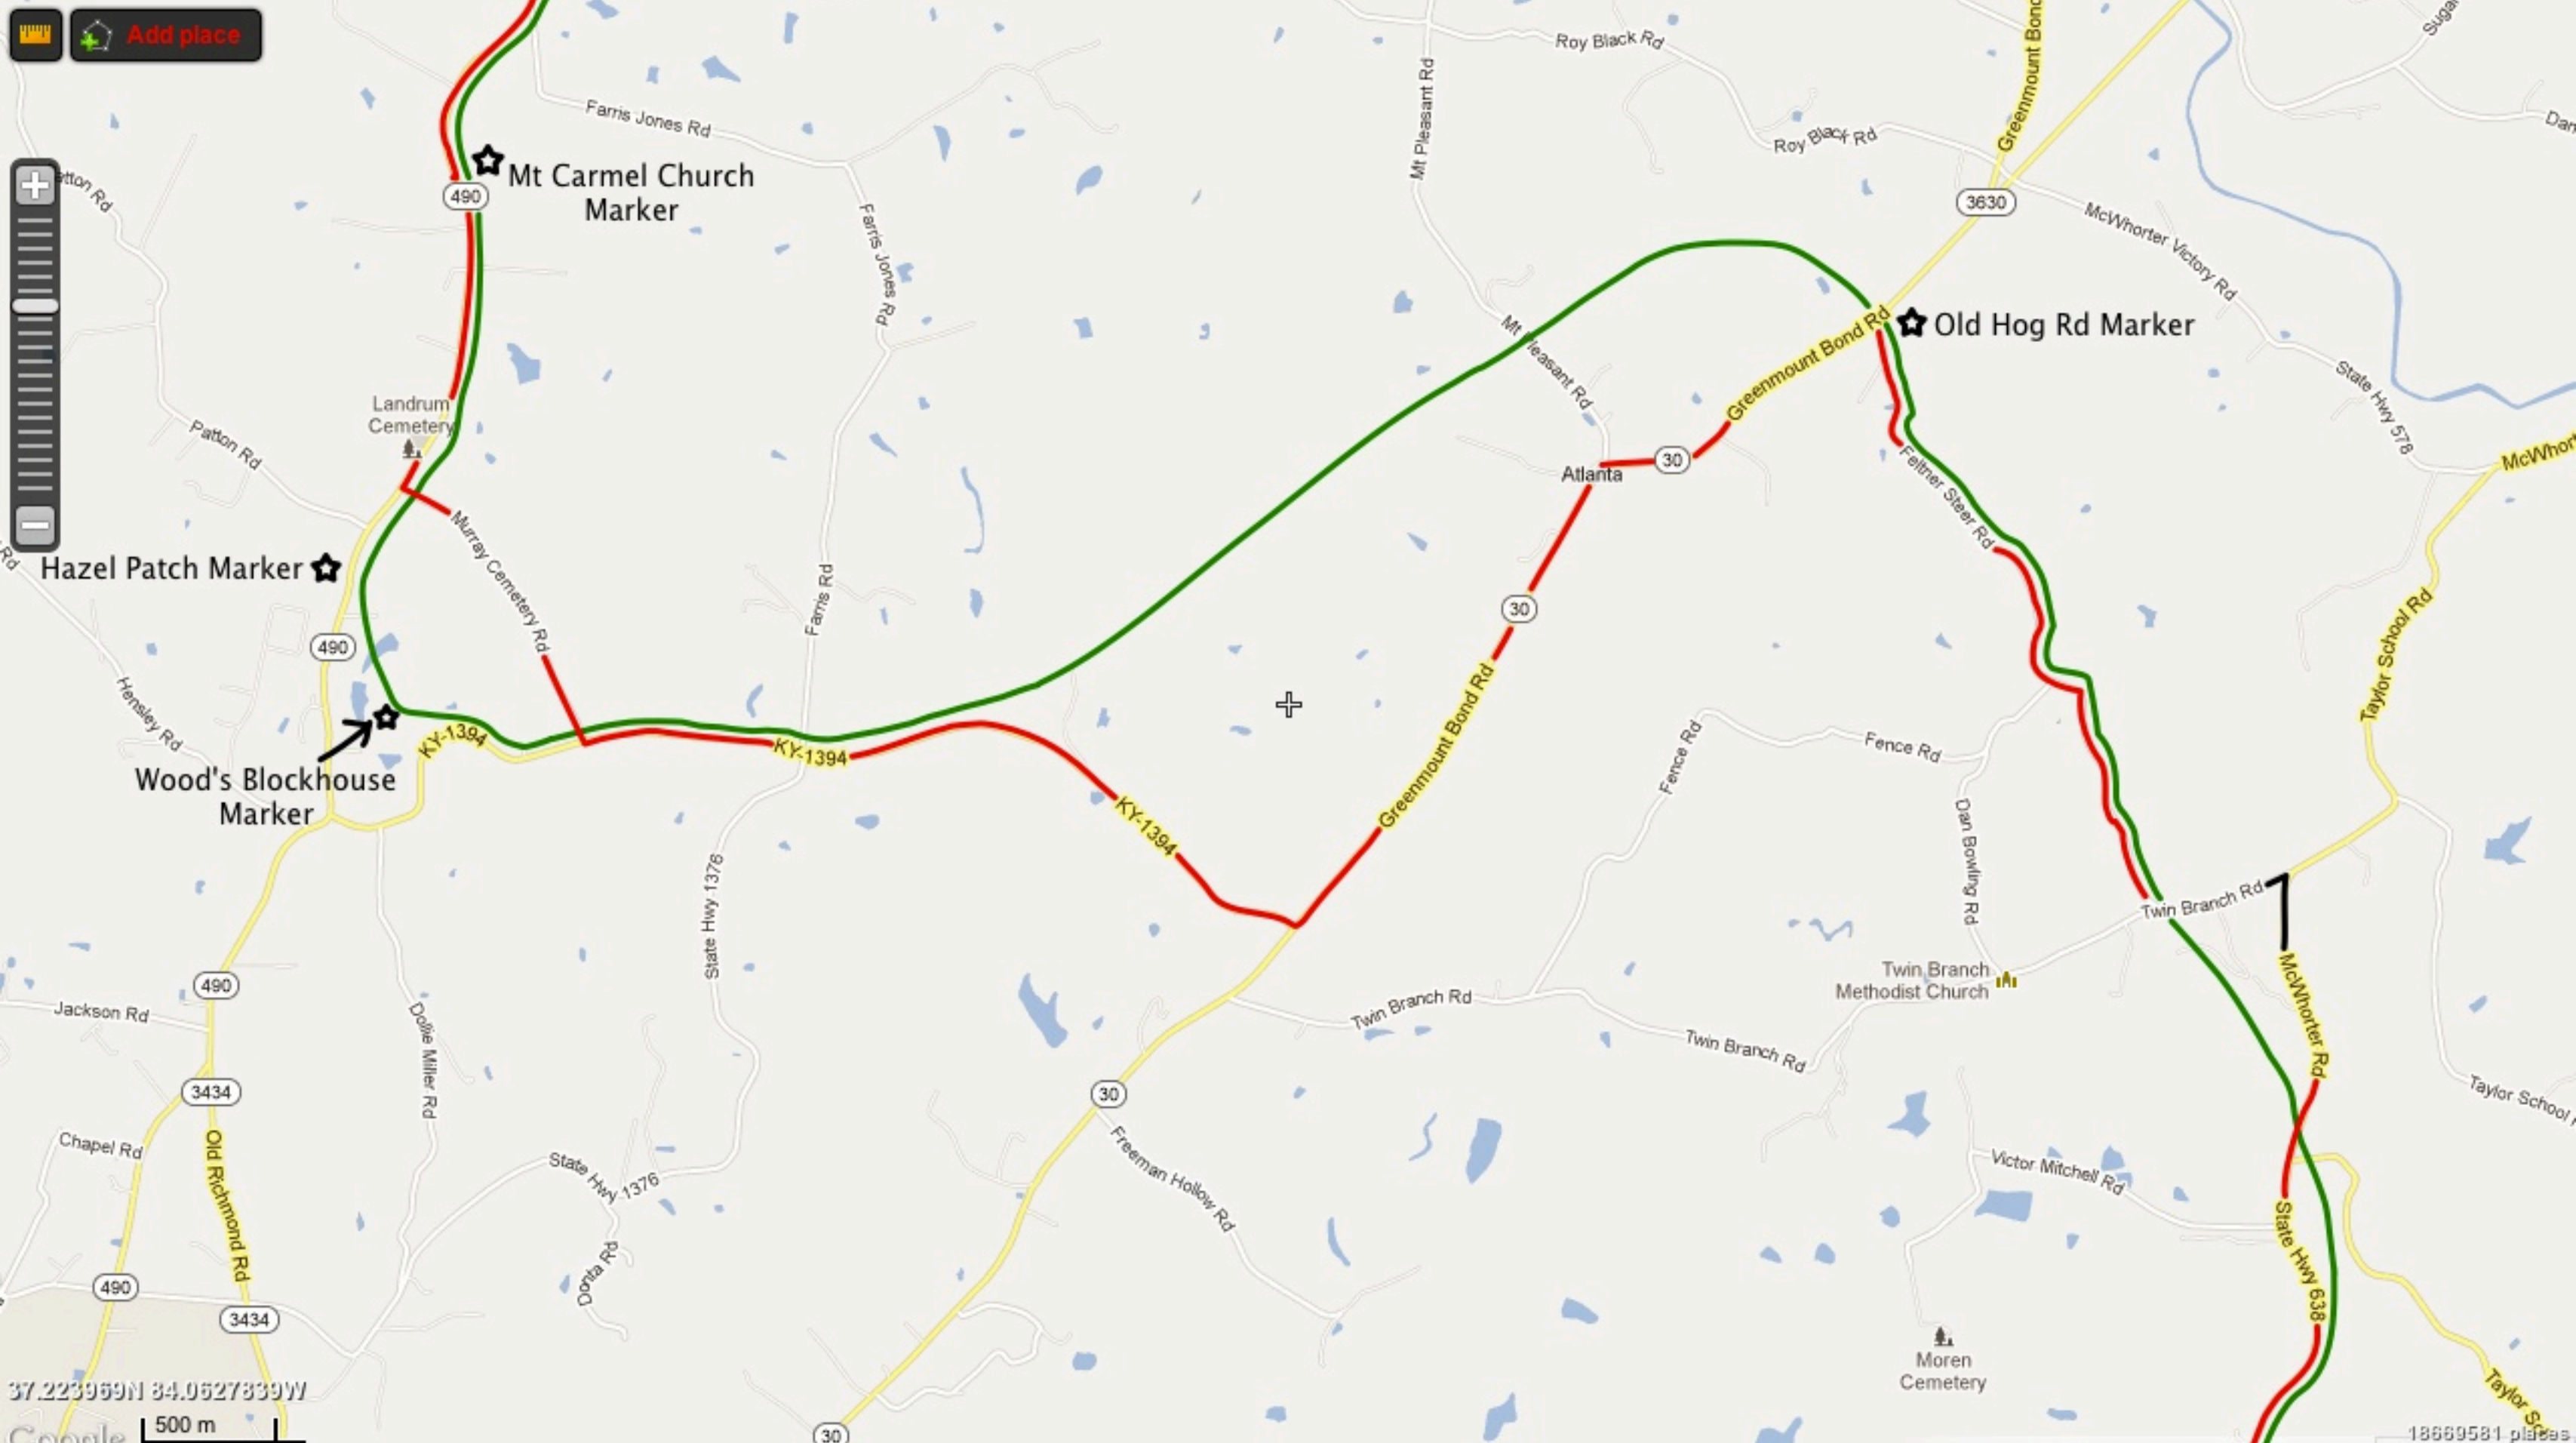 Add place
Greenmount Bond
Roy Black Rd
Farris Jones Rd
Mt Pleasant Rd
Roy Black Rd
Mt Carmel Church
Marker
490
3630
McWhorter Victory Rd
Farris Jones Rd
Old Hog Rd Marker
Greenmount Bond Rd
Mt Pleasant Rd
State Hwy 578
Landrum
Cemetery
Patton Rd
30
Atlanta
Feltner Steer Rd
Murray Cemetery Rd
Hazel Patch Marker
Farris Rd
30
490
Taylor School Rd
Hensley Rd
KY-1394
KY-1394
Greenmount Bond Rd
Fence Rd
Fence Rd
Wood's Blockhouse
Marker
KY-1394
Dan Bowling Rd
State Hwy 1376
Twin Branch Rd
Twin Branch
Methodist Church
490
Jackson Rd
Twin Branch Rd
Twin Branch Rd
McWhorter Rd
Dollie Miller Rd
3434
30
Taylor School
Chapel Rd
Old Richmond Rd
State Hwy 1376
Freeman Hollow Rd
Victor Mitchell Rd
State Hwy 638
Donta Rd
490
3434
Moren
Cemetery
37.223969N 84.0627839W
500 m
Google
30
18669581 places